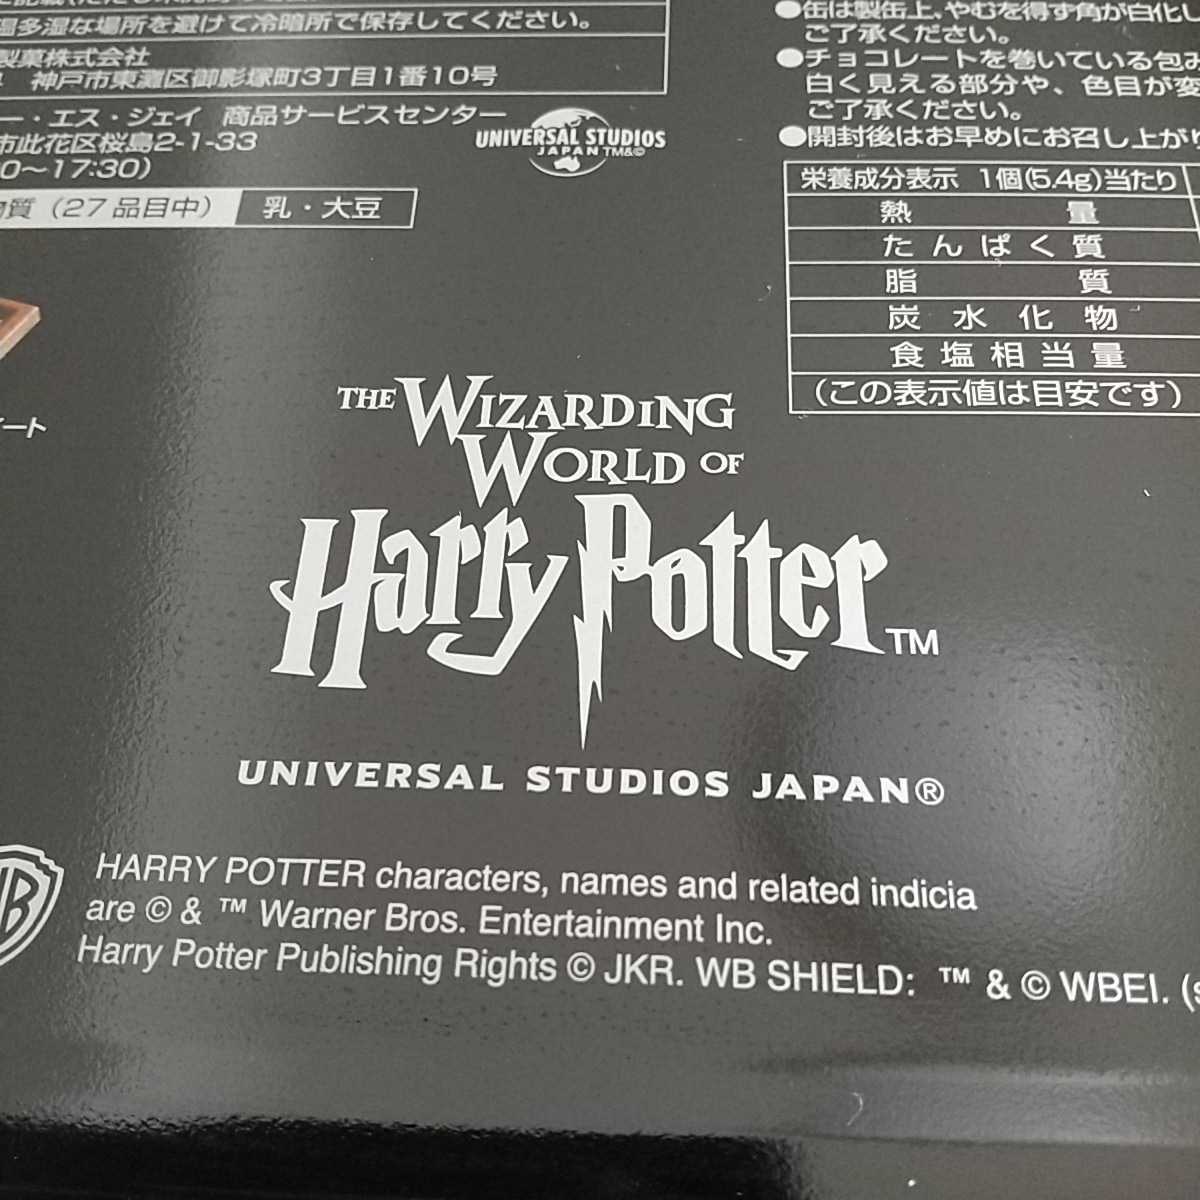 温多湿な場所を避けて冷暗所で保存してください。
製菓株式会社
神戸市東灘区御影塚町3丁目1番10号
ー・エス・ジェイ 商品サービスセンター
市此花区桜島2-1-33
0〜17:30)
物質(27品目中) 乳・大豆
UNIVERSAL STUDIOS
JAPAN TM&©
●缶は製缶上、やむを得ず角が白化し
ご了承ください。
●チョコレートを巻いている包み
白く見える部分や、色目が変
ご了承ください。
●開封後はお早めにお召し上がり
栄養成分表示 1個(5.4g)当たり
熱量
たんぱく質
脂質
炭水化物
食塩相当量
(この表示値は目安です)
ート
THE WIZARDING
WORLD OF
Harry Potter TM
UNIVERSAL STUDIOS JAPAN®
WB
HARRY POTTER characters, names and related indicia
are © & ™ Warner Bros. Entertainment Inc.
Harry Potter Publishing Rights © JKR. WB SHIELD: ™ & © WBEI. (s